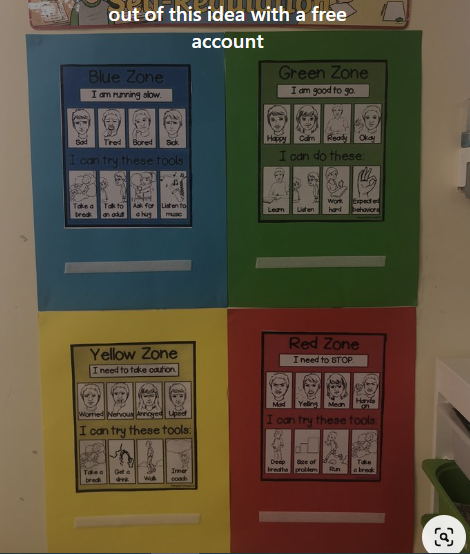 Self-Regulation
out of this idea with a free
account
Blue Zone
I am running slow.
Sad Tired Bored Sick
I can try these tools:
Take a break Talk to an adult Ask for a hug Listen to music
Green Zone
I am good to go.
Happy Calm Ready Okay
I can do these:
Learn Listen Work hard Expected behaviors
Yellow Zone
I need to take caution.
Worried Nervous Annoyed Upset
I can try these tools:
Take a break Get a drink Walk Inner coach
Red Zone
I need to STOP.
Mad Yelling Mean Hands on
I can try these tools:
Deep breaths Size of problem Run Take a break